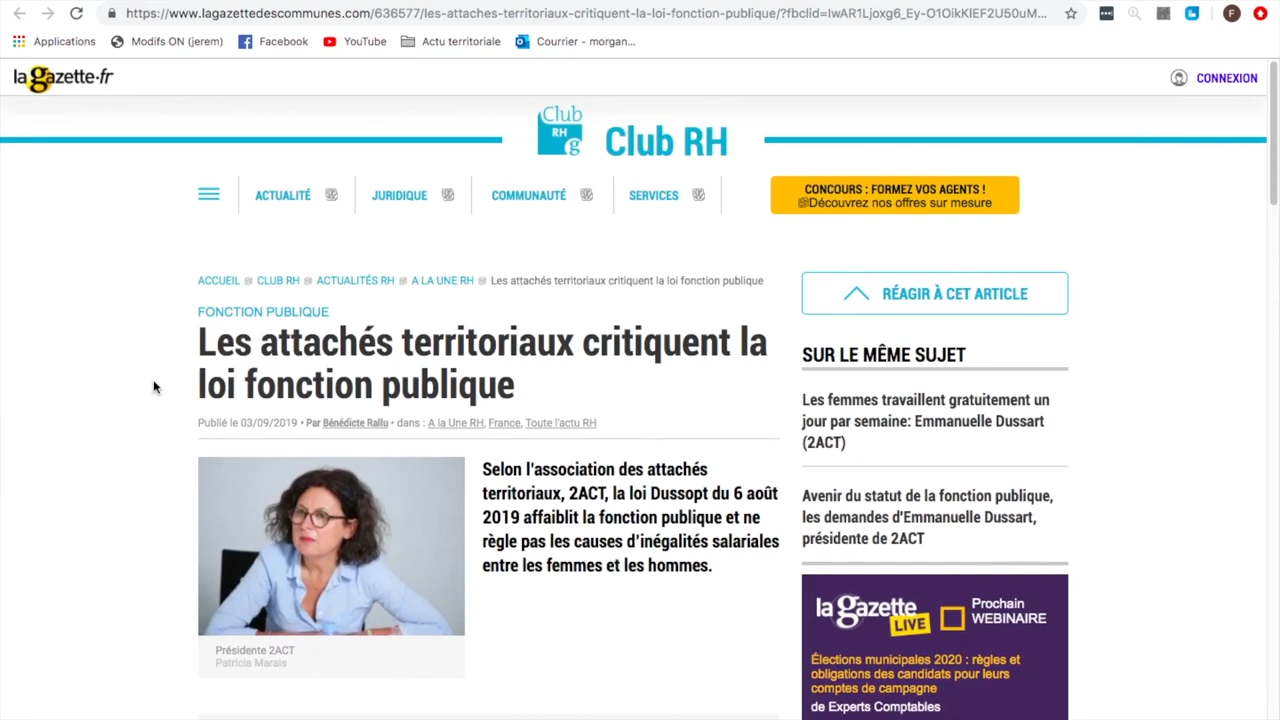 https://www.lagazettedescommunes.com/636577/les-attaches-territoriaux-critiquent-la-loi-fonction-publique/?fbclid=IwAR1Ljoxg6_Ey-O1OikKlEF2U50uM...
F
Applications
Modifs ON (jerem)
Facebook
YouTube
Actu territoriale
Courrier - morgan...
la gazette·fr
CONNEXION
Club
RH
g
Club RH
ACTUALITÉ
JURIDIQUE
COMMUNAUTÉ
SERVICES
CONCOURS : FORMEZ VOS AGENTS !
Découvrez nos offres sur mesure
ACCUEIL CLUB RH ACTUALITÉS RH A LA UNE RH Les attachés territoriaux critiquent la loi fonction publique
FONCTION PUBLIQUE
Les attachés territoriaux critiquent la
loi fonction publique
Publié le 03/09/2019 • Par Bénédicte Rallu • dans : A la Une RH, France, Toute l'actu RH
Selon l'association des attachés
territoriaux, 2ACT, la loi Dussopt du 6 août
2019 affaiblit la fonction publique et ne
règle pas les causes d'inégalités salariales
entre les femmes et les hommes.
Présidente 2ACT
Patricia Marais
RÉAGIR À CET ARTICLE
SUR LE MÊME SUJET
Les femmes travaillent gratuitement un
jour par semaine: Emmanuelle Dussart
(2ACT)
Avenir du statut de la fonction publique,
les demandes d'Emmanuelle Dussart,
présidente de 2ACT
la gazette
LIVE
Prochain
WEBINAIRE
Élections municipales 2020 : règles et
obligations des candidats pour leurs
comptes de campagne
de Experts Comptables